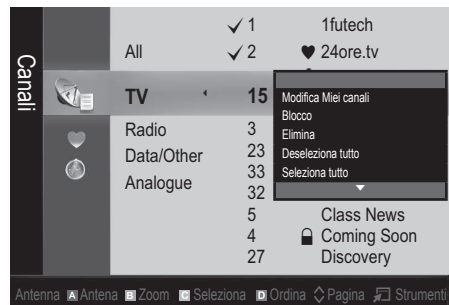 Canali
✓ 1 1futech
All ✓ 2 ♥ 24ore.tv
TV 15
Radio 3
Data/Other 23
Analogue 33
32
5 Class News
4 Coming Soon
27 Discovery
Modifica Miei canali
Blocco
Elimina
Deseleziona tutto
Seleziona tutto
Antenna A Antena B Zoom C Seleziona D Ordina Pagina Strumenti